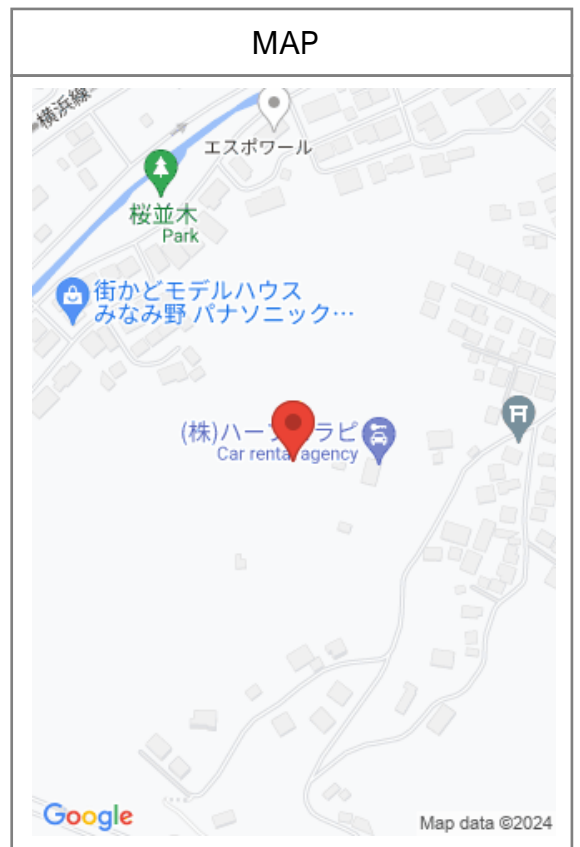 MAP
横浜線
エスポワール
桜並木
Park
街かどモデルハウス
みなみ野 パナソニック…
(株)ハー ラピ
Car rental agency
Google
Map data ©2024